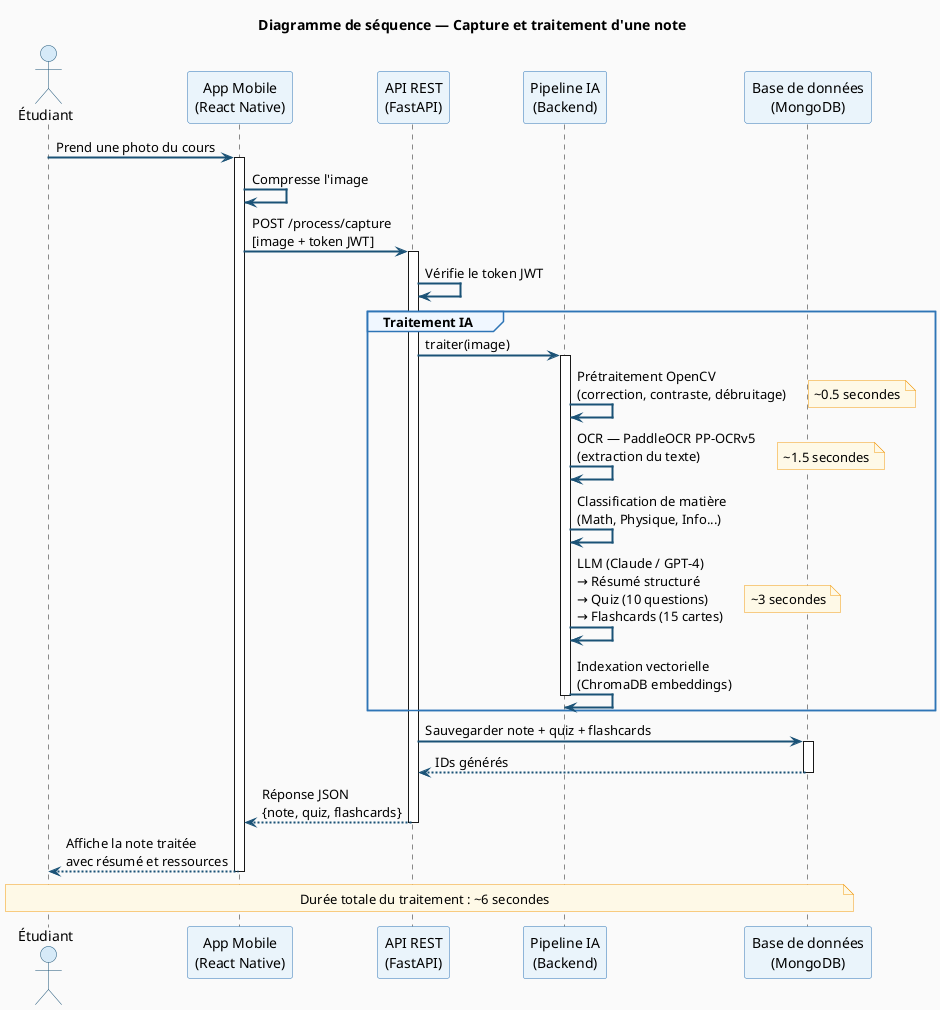 Diagramme de séquence — Capture et traitement d'une note
Étudiant
App Mobile
(React Native)
API REST
(FastAPI)
Pipeline IA
(Backend)
Base de données
(MongoDB)
Prend une photo du cours
Compresse l'image
POST /process/capture
[image + token JWT]
Vérifie le token JWT
Traitement IA
traiter(image)
Prétraitement OpenCV
(correction, contraste, débruitage)
~0.5 secondes
OCR — PaddleOCR PP-OCRv5
(extraction du texte)
~1.5 secondes
Classification de matière
(Math, Physique, Info...)
LLM (Claude / GPT-4)
→ Résumé structuré
→ Quiz (10 questions)
→ Flashcards (15 cartes)
~3 secondes
Indexation vectorielle
(ChromaDB embeddings)
Sauvegarder note + quiz + flashcards
IDs générés
Réponse JSON
{note, quiz, flashcards}
Affiche la note traitée
avec résumé et ressources
Durée totale du traitement : ~6 secondes
Étudiant
App Mobile
(React Native)
API REST
(FastAPI)
Pipeline IA
(Backend)
Base de données
(MongoDB)